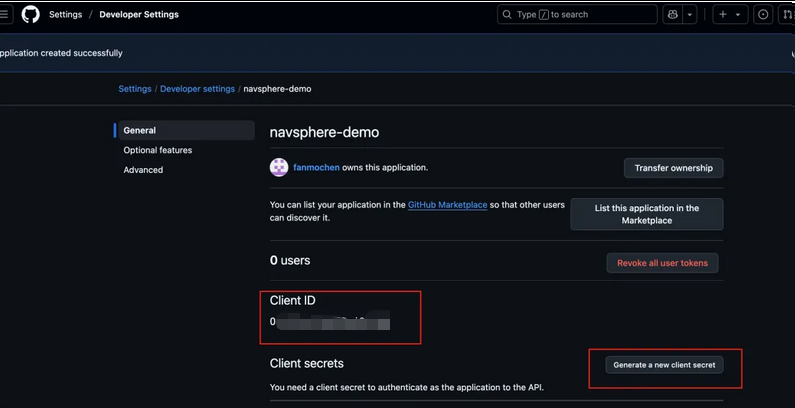 Settings / Developer Settings
Type / to search
pplication created successfully
Settings / Developer settings / navsphere-demo
General
Optional features
Advanced
navsphere-demo
fanmochen owns this application.
Transfer ownership
You can list your application in the GitHub Marketplace so that other users
can discover it.
List this application in the
Marketplace
0 users
Revoke all user tokens
Client ID
0
Client secrets
Generate a new client secret
You need a client secret to authenticate as the application to the API.